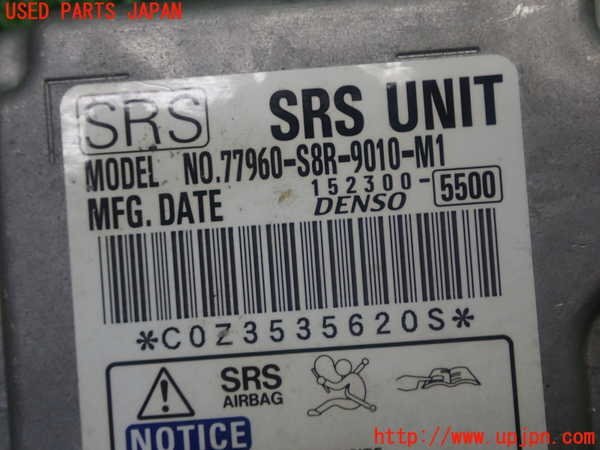 USED PARTS JAPAN
SRS SRS UNIT
MODEL NO.77960-S8R-9010-M1
152300-5500
MFG. DATE DENSO
*C0Z3535620S*
SRS
AIRBAG
NOTICE
http://www.upjpn.com/